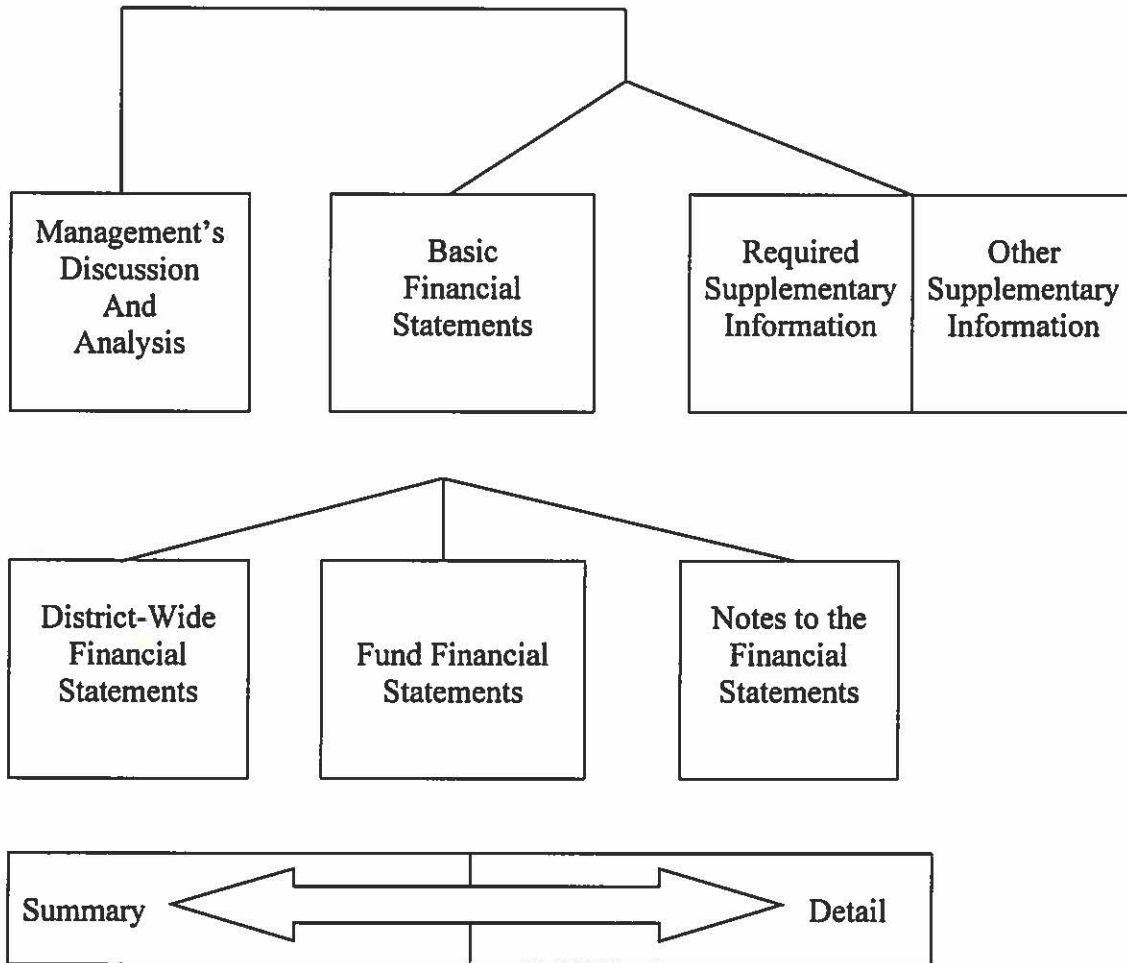 Management's
Discussion
And
Analysis
Basic
Financial
Statements
Required
Supplementary
Information
Other
Supplementary
Information
District-Wide
Financial
Statements
Fund Financial
Statements
Notes to the
Financial
Statements
Summary
Detail